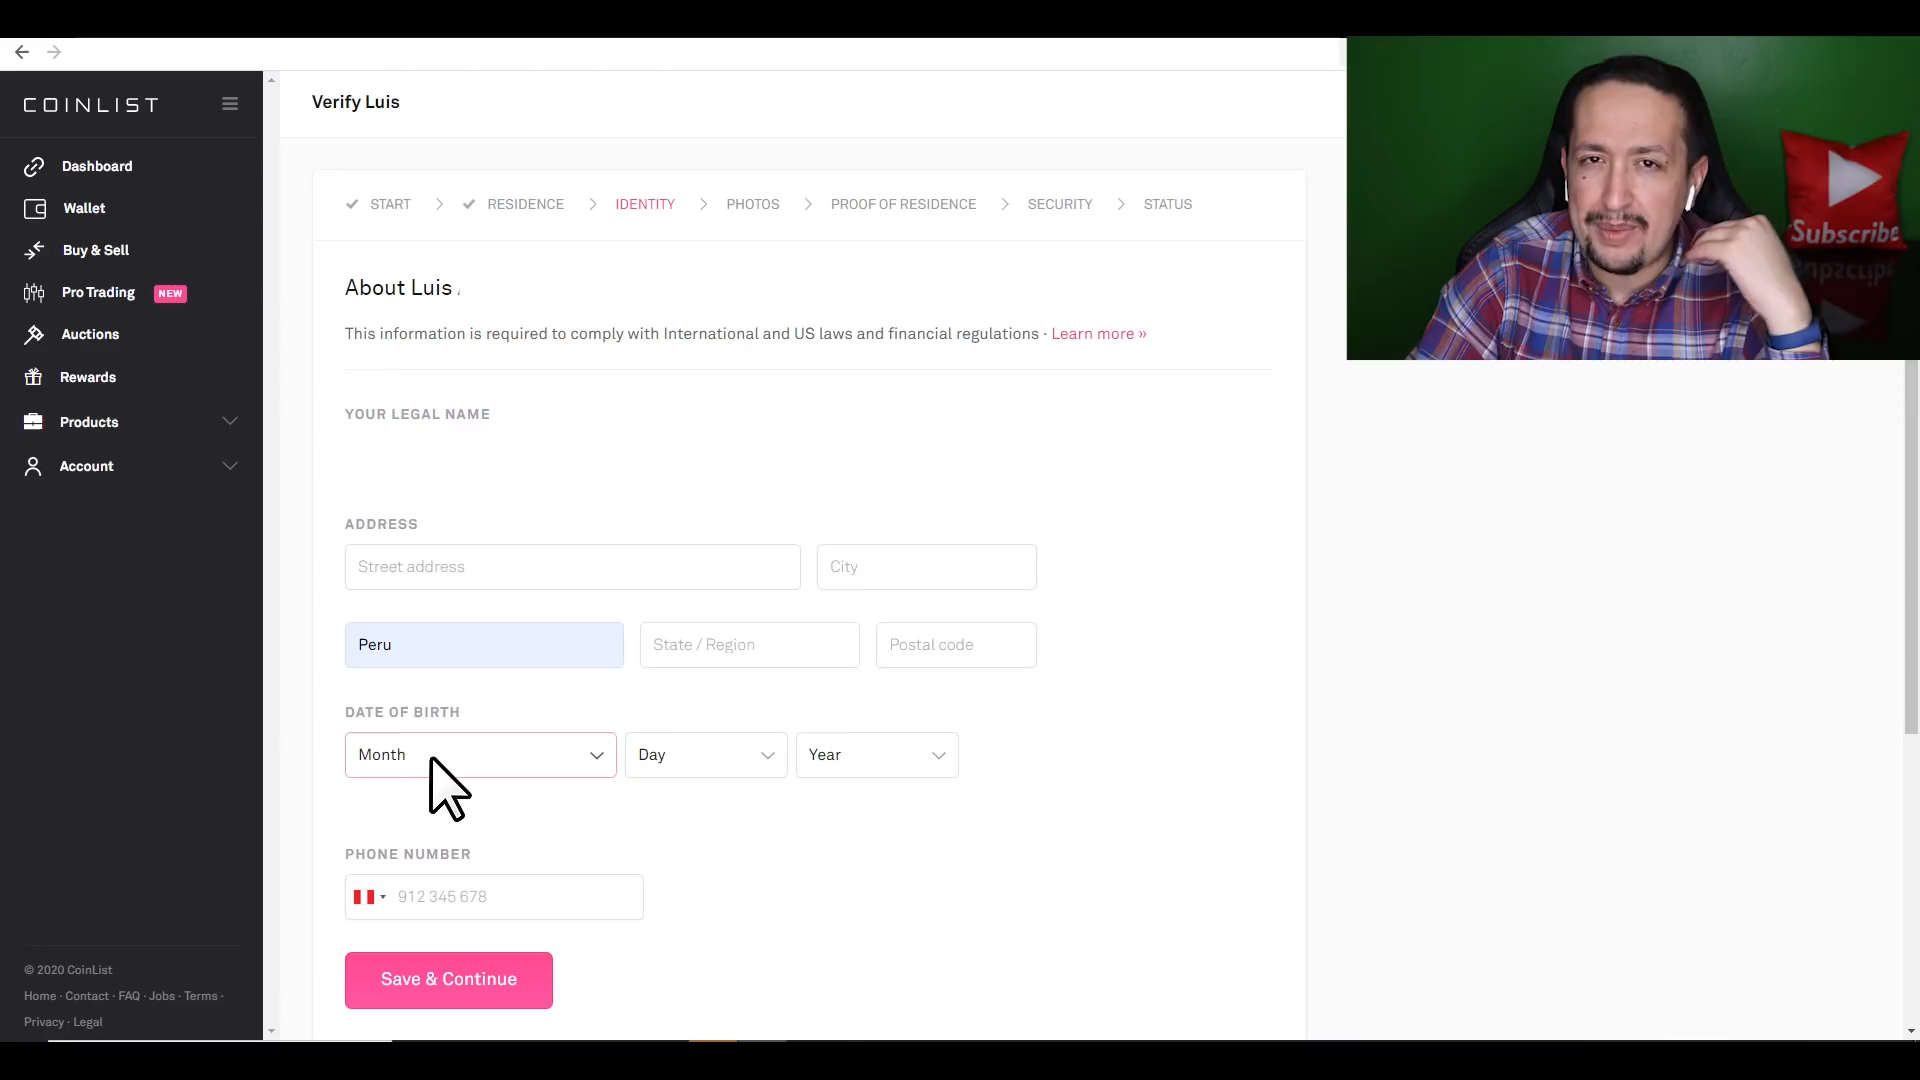 COINLIST
Dashboard
Wallet
Buy & Sell
Pro Trading NEW
Auctions
Rewards
Products
Account
© 2020 CoinList
Home · Contact · FAQ · Jobs · Terms ·
Privacy · Legal
Verify Luis
START RESIDENCE IDENTITY PHOTOS PROOF OF RESIDENCE SECURITY STATUS
About Luis
This information is required to comply with International and US laws and financial regulations · Learn more »
YOUR LEGAL NAME
ADDRESS
Street address City
Peru State / Region Postal code
DATE OF BIRTH
Month Day Year
PHONE NUMBER
912 345 678
Save & Continue
Subscribe